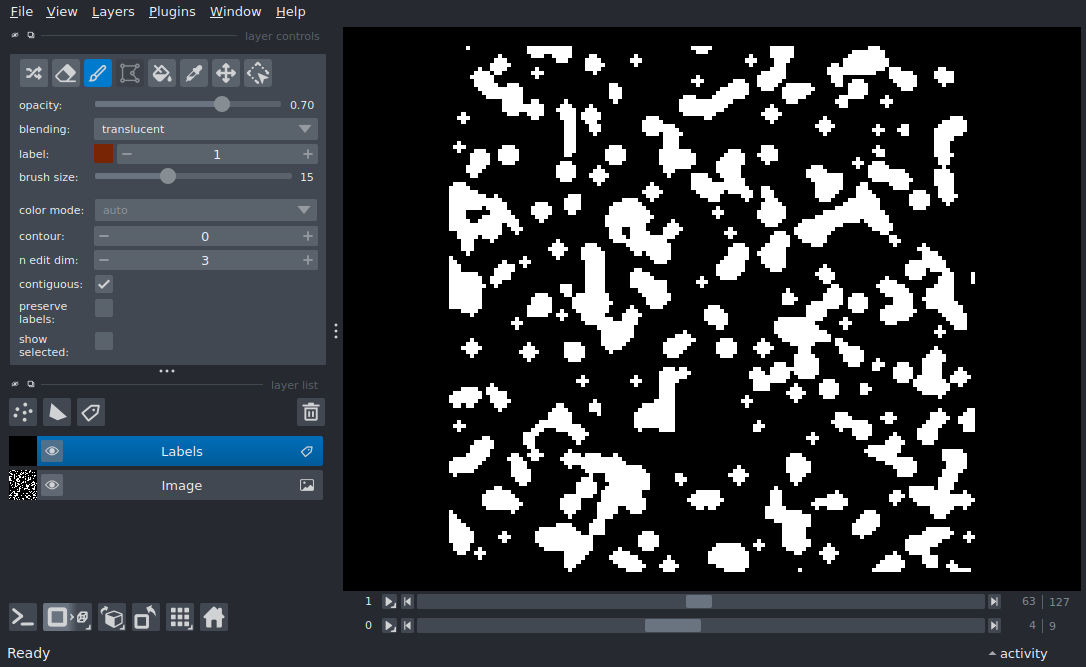 File View Layers Plugins Window Help
layer controls
opacity: 0.70
blending: translucent
label: 1
brush size: 15
color mode: auto
contour: 0
n edit dim: 3
contiguous:
preserve
labels:
show
selected:
layer list
Labels
Image
1 63 127
0 4 9
Ready
activity